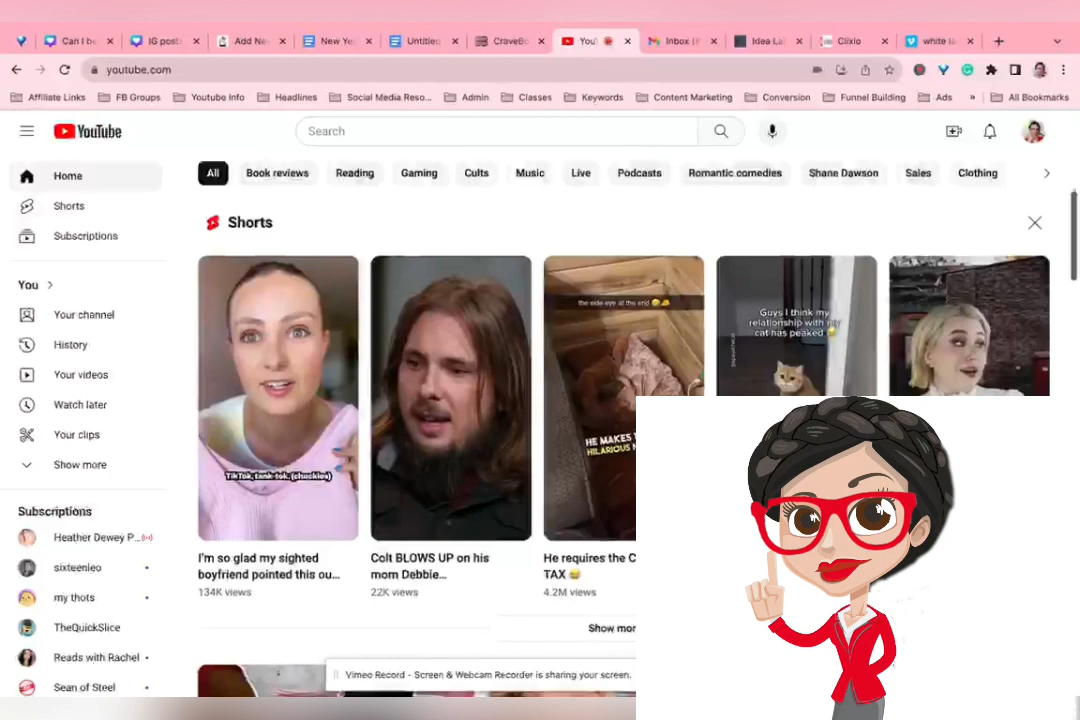 Can I be
IG post
Add Ne
New Ye
Untitle
CraveBo
You
Inbox (
Idea La
Clixlo
white la
youtube.com
Affiliate Links
FB Groups
Youtube Info
Headlines
Social Media Reso...
Admin
Classes
Keywords
Content Marketing
Conversion
Funnel Building
Ads
»
All Bookmarks
YouTube
Search
Home
Shorts
Subscriptions
You
Your channel
History
Your videos
Watch later
Your clips
Show more
Subscriptions
Heather Dewey P...
sixteenleo
my thots
TheQuickSlice
Reads with Rachel
Sean of Steel
All
Book reviews
Reading
Gaming
Cults
Music
Live
Podcasts
Romantic comedies
Shane Dawson
Sales
Clothing
Shorts
TikTok, tank-tok. (chuckles)
the side eye at the end
HE MAKES
HILARIOUS
Guys I think my
relationship with my
cat has peaked
I'm so glad my sighted
boyfriend pointed this ou...
134K views
Colt BLOWS UP on his
mom Debbie...
22K views
He requires the C
TAX 😂
4.2M views
Show mor
Vimeo Record - Screen & Webcam Recorder is sharing your screen.